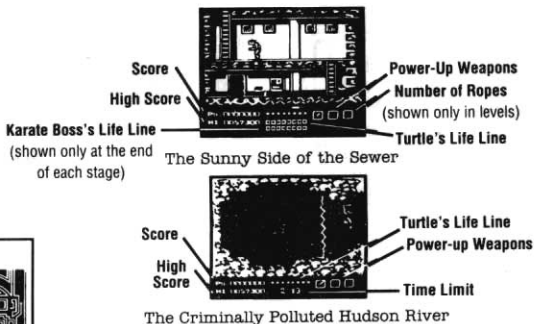 Score
High Score
Karate Boss's Life Line
(shown only at the end
of each stage)
Power-Up Weapons
Number of Ropes
(shown only in levels)
Turtle's Life Line
The Sunny Side of the Sewer
Score
High
Score
Turtle's Life Line
Power-up Weapons
Time Limit
The Criminally Polluted Hudson River